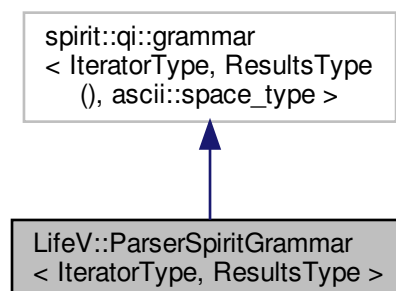 spirit::qi::grammar
< IteratorType, ResultsType
(), ascii::space_type >
LifeV::ParserSpiritGrammar
< IteratorType, ResultsType >